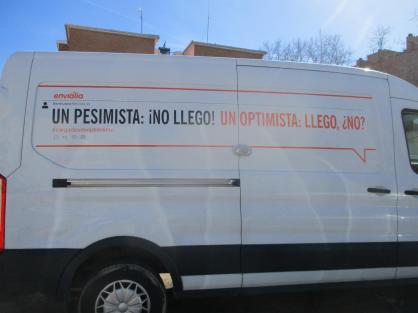 envialia
UN PESIMISTA: ¡NO LLEGO! UN OPTIMISTA: LLEGO, ¿NO?